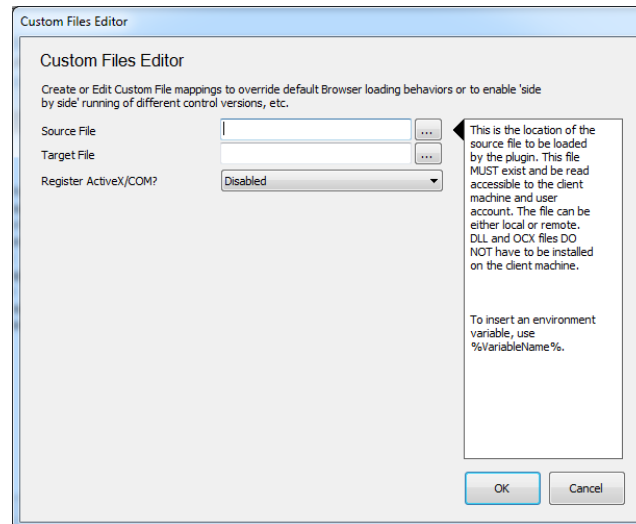 Custom Files Editor
Custom Files Editor
Create or Edit Custom File mappings to override default Browser loading behaviors or to enable 'side
by side' running of different control versions, etc.
Source File
...
Target File
...
Register ActiveX/COM?
Disabled
This is the location of the
source file to be loaded
by the plugin. This file
MUST exist and be read
accessible to the client
machine and user
account. The file can be
either local or remote.
DLL and OCX files DO
NOT have to be installed
on the client machine.
To insert an environment
variable, use
%VariableName%.
OK
Cancel